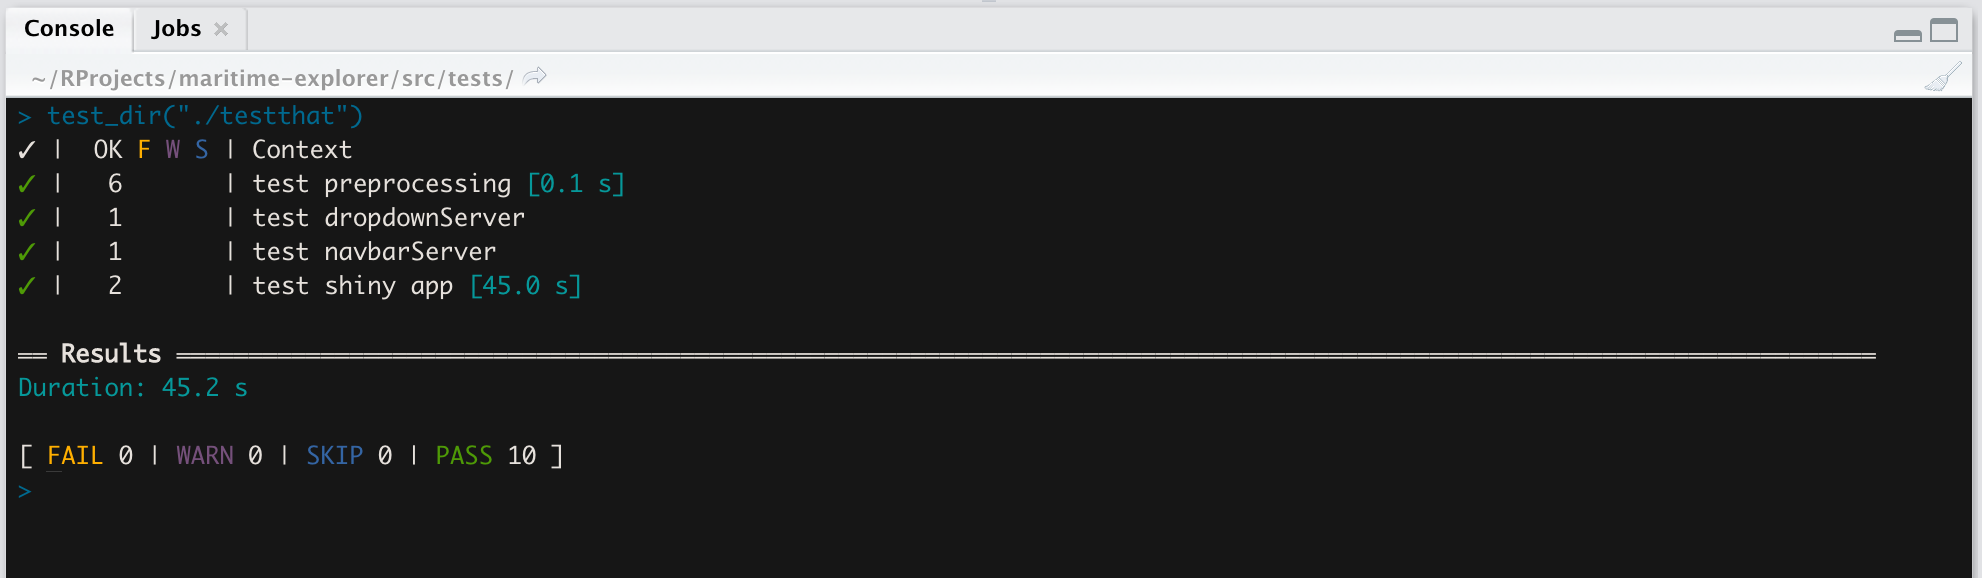 Console Jobs ×
~/RProjects/maritime-explorer/src/tests/
> test_dir("./testthat")
✓ | OK F W S | Context
✓ | 6 | test preprocessing [0.1 s]
✓ | 1 | test dropdownServer
✓ | 1 | test navbarServer
✓ | 2 | test shiny app [45.0 s]
══ Results ══════════════════════════════════════════════════════════════
Duration: 45.2 s
[ FAIL 0 | WARN 0 | SKIP 0 | PASS 10 ]
>